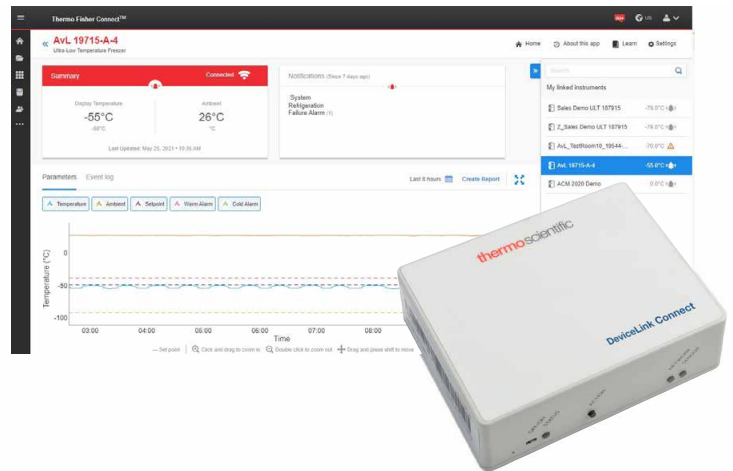 Thermo Fisher Connect™
US
AvL 19715-A-4
Ultra-Low Temperature Freezer
Home
About this app
Learn
Settings
Summary
Connected
Display Temperature
-55°C
Ambient
26°C
°C
Last Updated: May 25, 2021 • 10:36 AM
Notifications (Since 7 days ago)
System
Refrigeration
Failure Alarm (1)
Search
My linked instruments
Sales Demo ULT 187915
-79.0°C
Z_Sales Demo ULT 187915
-79.0°C
AvL_TestRoom10_19544-...
-70.0°C
AvL 19715-A-4
-55.0°C
ACM 2020 Demo
0.0°C
Parameters
Event log
Last 8 hours
Create Report
Temperature
Ambient
Setpoint
Warm Alarm
Cold Alarm
Temperature (°C)
0
-50
-100
03:00
04:00
05:00
06:00
07:00
08:00
Time
Set point
Click and drag to zoom in
Double click to zoom out
Drag and press shift to move
thermo scientific
DeviceLink Connect